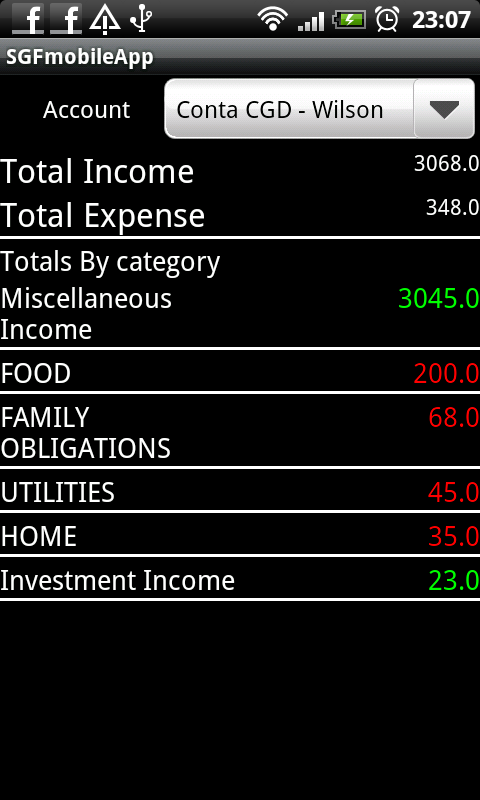 f f 23:07
SGFmobileApp
Account Conta CGD - Wilson
Total Income 3068.0
Total Expense 348.0
Totals By category
Miscellaneous 3045.0
Income
FOOD 200.0
FAMILY 68.0
OBLIGATIONS
UTILITIES 45.0
HOME 35.0
Investment Income 23.0